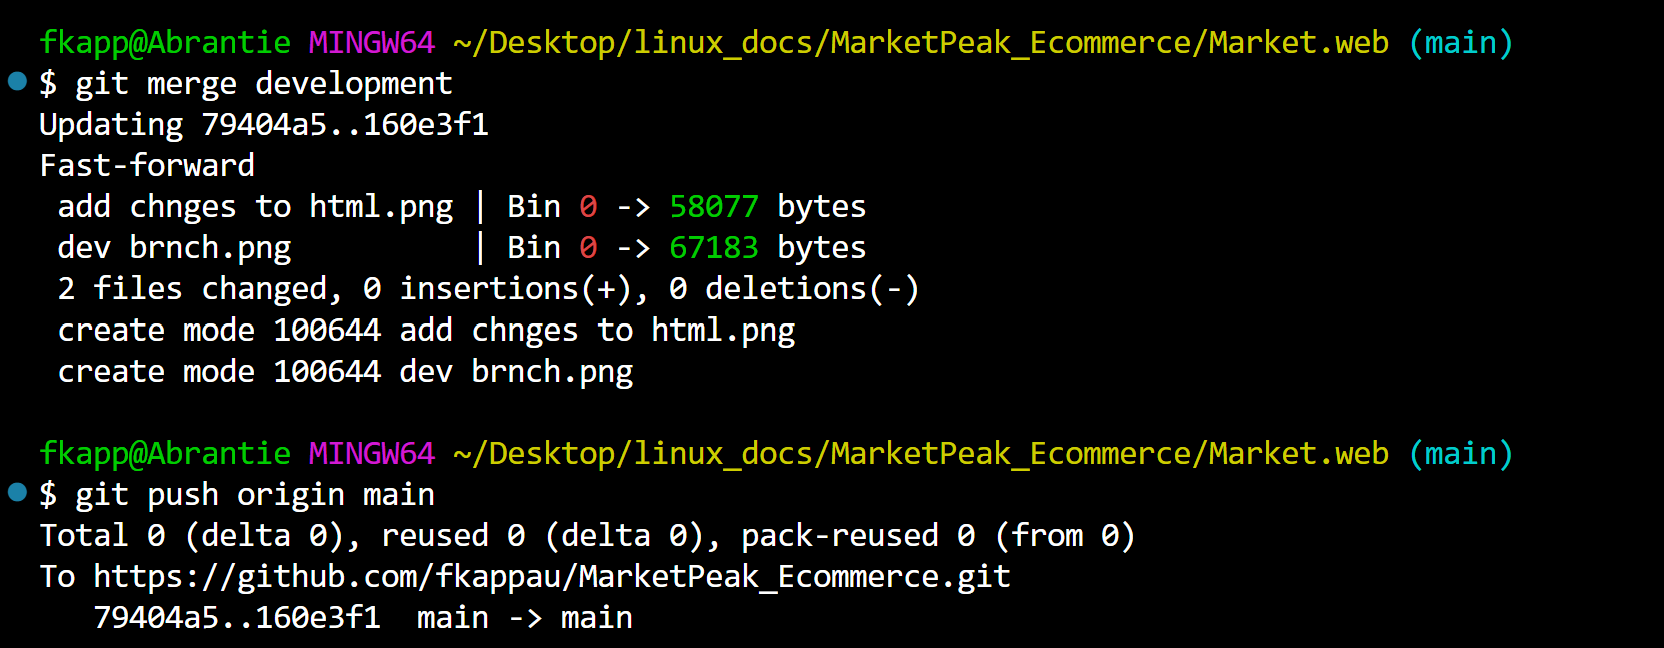 fkapp@Abrantie MINGW64 ~/Desktop/linux_docs/MarketPeak_Ecommerce/Market.web (main)
$ git merge development
Updating 79404a5..160e3f1
Fast-forward
 add chnges to html.png | Bin 0 -> 58077 bytes
 dev brnch.png          | Bin 0 -> 67183 bytes
 2 files changed, 0 insertions(+), 0 deletions(-)
 create mode 100644 add chnges to html.png
 create mode 100644 dev brnch.png
fkapp@Abrantie MINGW64 ~/Desktop/linux_docs/MarketPeak_Ecommerce/Market.web (main)
$ git push origin main
Total 0 (delta 0), reused 0 (delta 0), pack-reused 0 (from 0)
To https://github.com/fkappau/MarketPeak_Ecommerce.git
   79404a5..160e3f1  main -> main